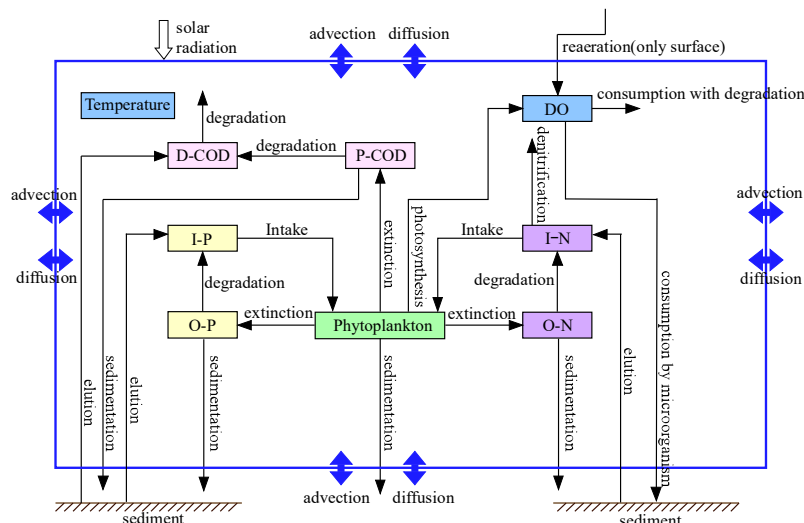 solar
radiation
advection
diffusion
reaeration(only surface)
Temperature
degradation
DO
consumption with degradation
D-COD
degradation
P-COD
denitrification
advection
advection
I-P
Intake
extinction
photosynthesis
Intake
I-N
diffusion
diffusion
degradation
degradation
O-P
extinction
Phytoplankton
extinction
O-N
elution
sedimentation
elution
sedimentation
sedimentation
sedimentation
elution
consumption by microorganism
advection
diffusion
sediment
sediment